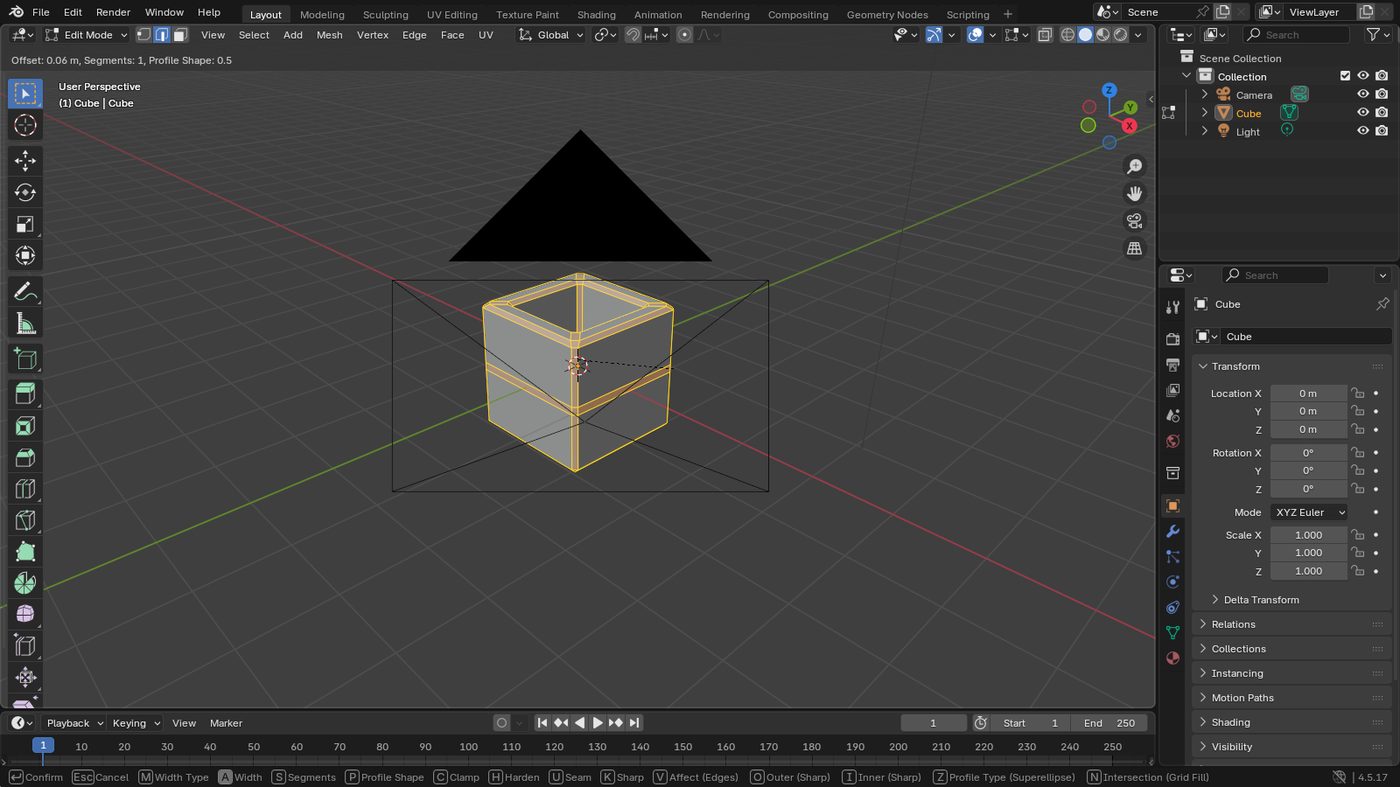 File Edit Render Window Help Layout Modeling Sculpting UV Editing Texture Paint Shading Animation Rendering Compositing Geometry Nodes Scripting + Scene ViewLayer
Edit Mode View Select Add Mesh Vertex Edge Face UV Global Search
Offset: 0.06 m, Segments: 1, Profile Shape: 0.5
Scene Collection
Collection
Camera
Cube
Light
User Perspective
(1) Cube | Cube
Z
Y
X
Search
Cube
Cube
Transform
Location X 0 m
Y 0 m
Z 0 m
Rotation X 0°
Y 0°
Z 0°
Mode XYZ Euler
Scale X 1.000
Y 1.000
Z 1.000
Delta Transform
Relations
Collections
Instancing
Motion Paths
Shading
Visibility
Playback Keying View Marker 1 Start 1 End 250
1 10 20 30 40 50 60 70 80 90 100 110 120 130 140 150 160 170 180 190 200 210 220 230 240 250
Confirm Esc Cancel M Width Type A Width S Segments P Profile Shape C Clamp H Harden U Seam K Sharp V Affect (Edges) O Outer (Sharp) I Inner (Sharp) Z Profile Type (Superellipse) N Intersection (Grid Fill) 4.5.17